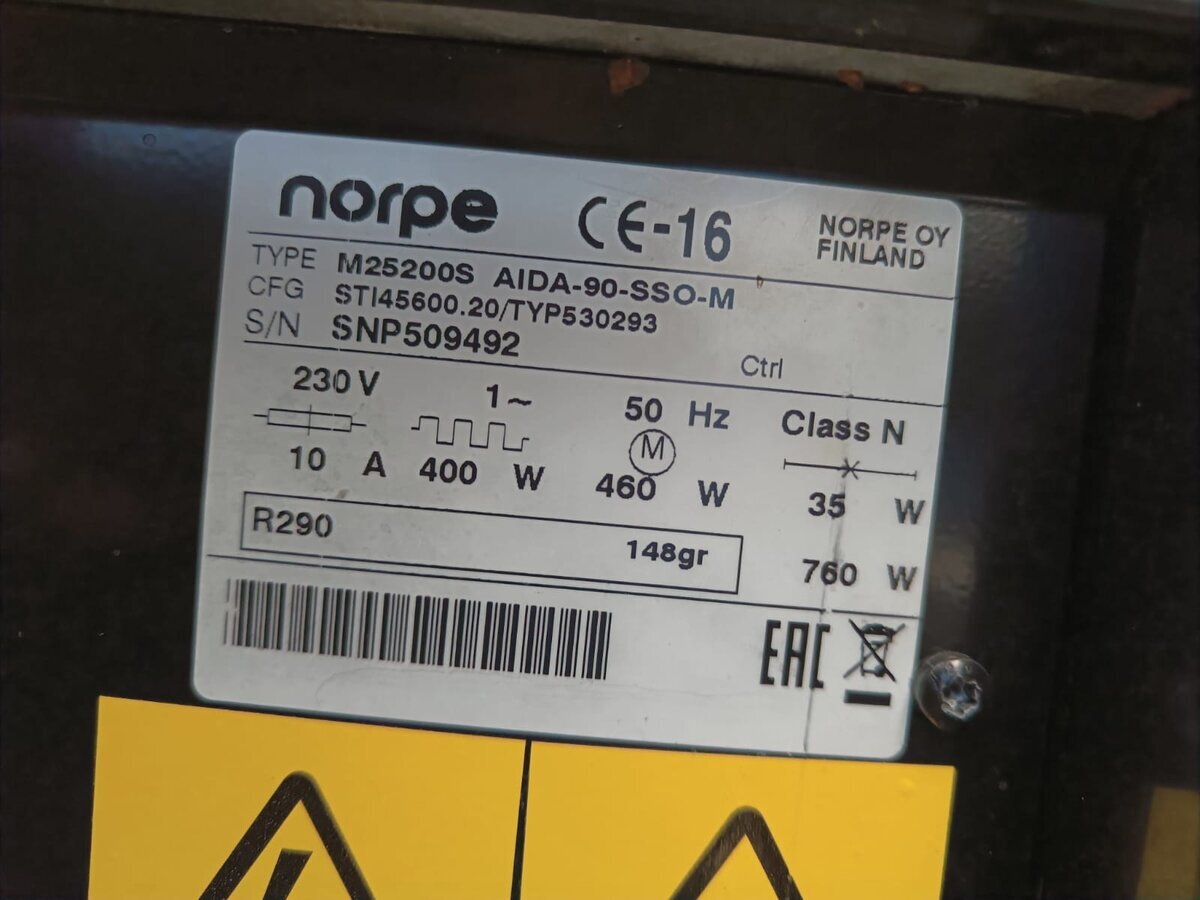 norpe CE-16 NORPE OY
FINLAND
TYPE M25200S AIDA-90-SSO-M
CFG STI45600.20/TYP530293
S/N SNP509492
Ctrl
230 V 1~ 50 Hz Class N
M
10 A 400 W 460 W 35 W
R290 148gr 760 W
EAC